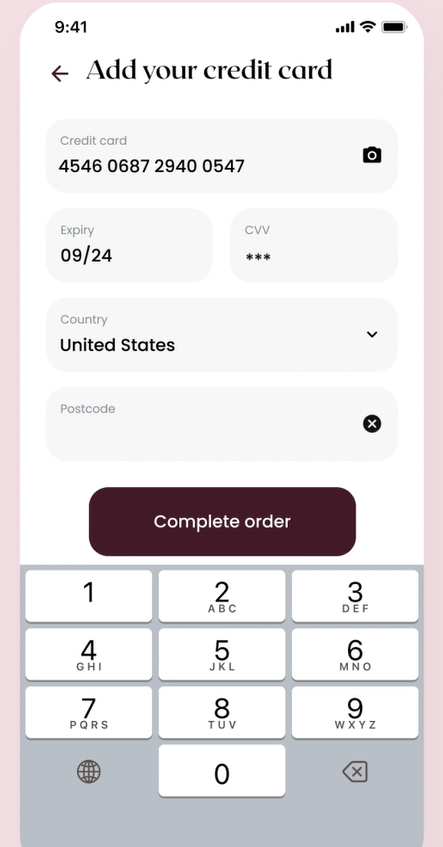 9:41
Add your credit card
Credit card
4546 0687 2940 0547
Expiry
09/24
CVV
***
Country
United States
Postcode
Complete order
1
2
ABC
3
DEF
4
GHI
5
JKL
6
MNO
7
PQRS
8
TUV
9
WXYZ
0